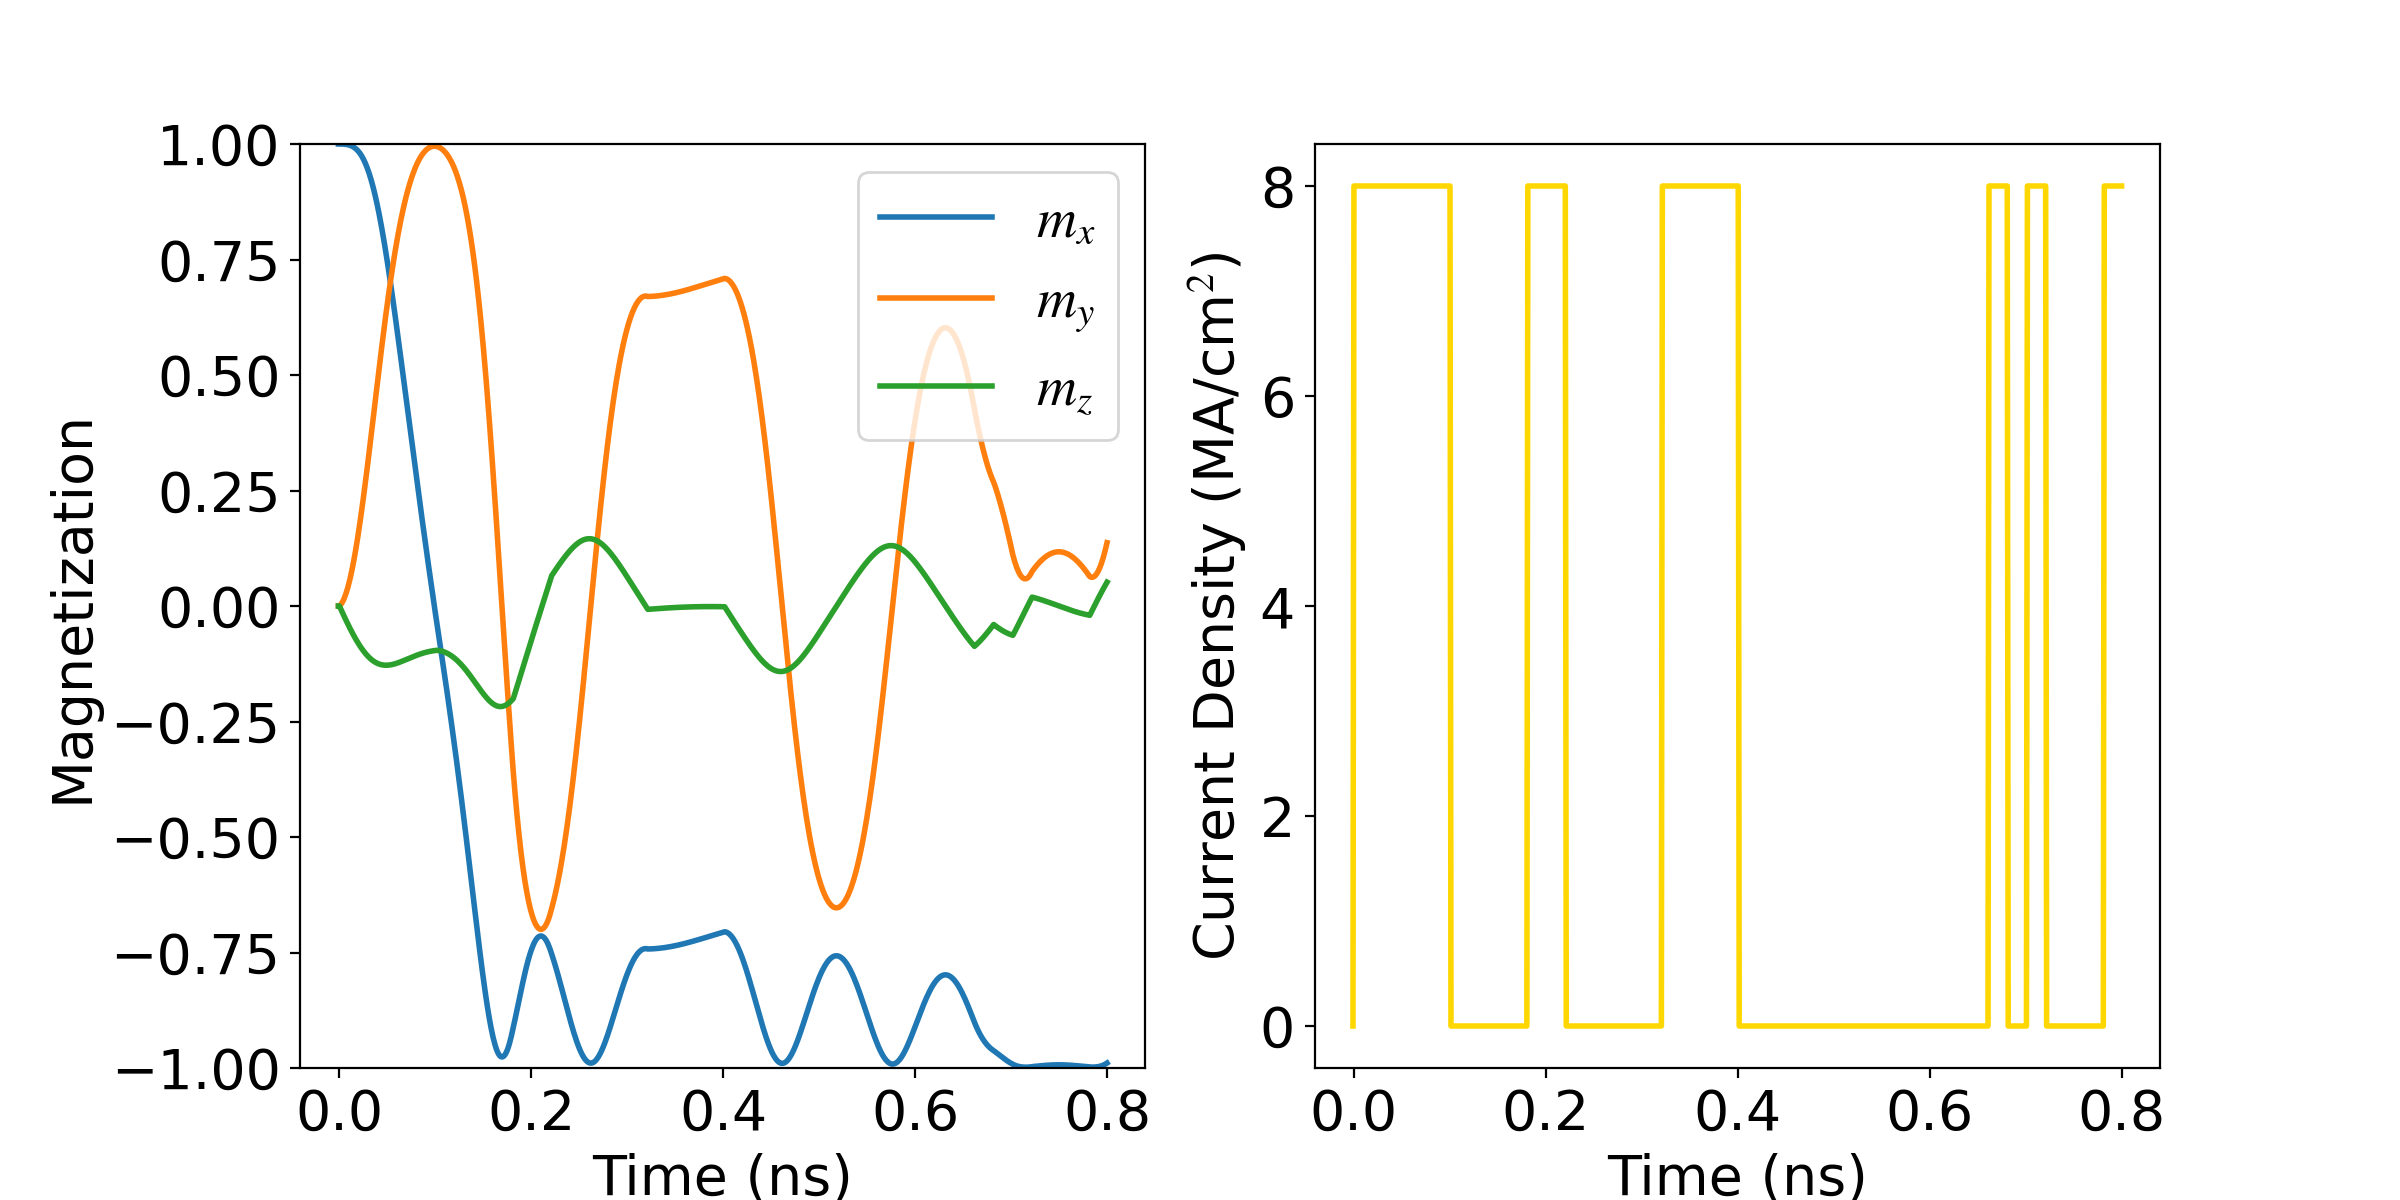 Magnetization
1.00
0.75
0.50
0.25
0.00
−0.25
−0.50
−0.75
−1.00
0.0 0.2 0.4 0.6 0.8
Time (ns)
m_x
m_y
m_z
Current Density (MA/cm²)
8
6
4
2
0
0.0 0.2 0.4 0.6 0.8
Time (ns)